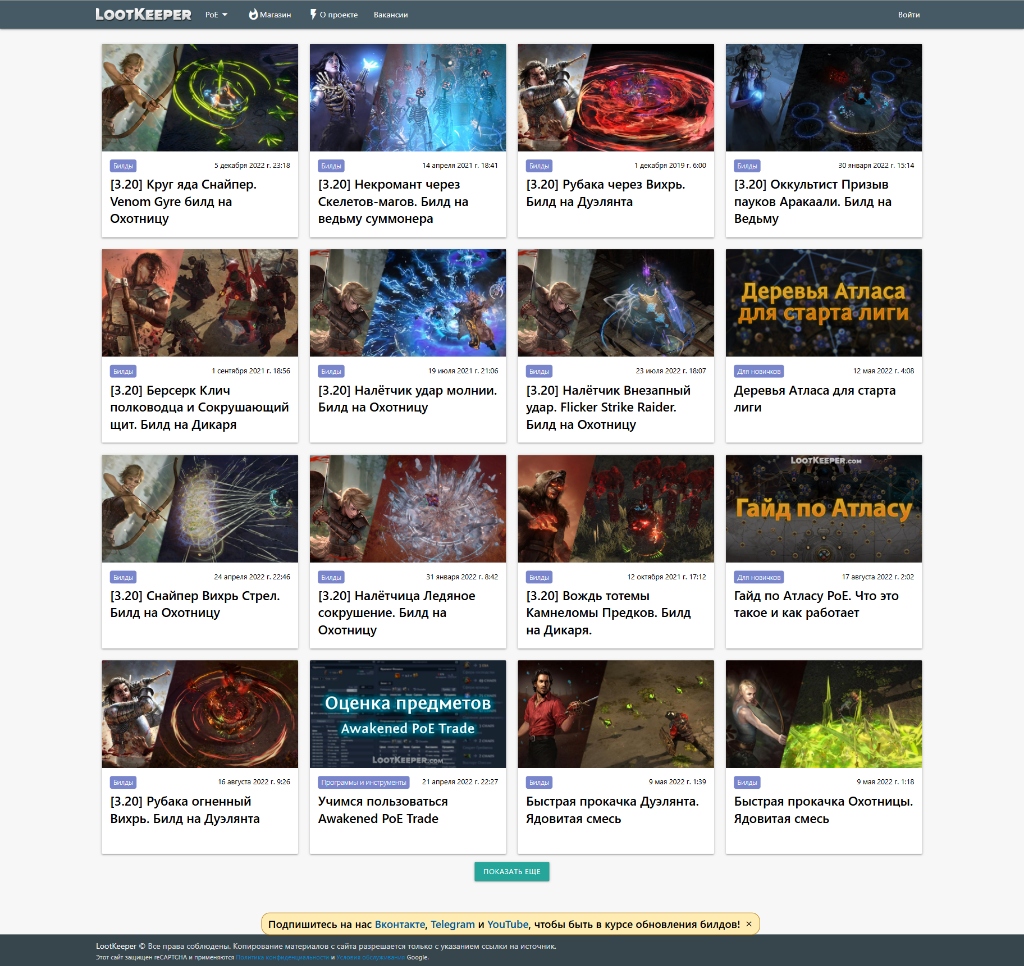 LootKeeper PoE Магазин О проекте Вакансии Войти
Билды 5 декабря 2022 г. 23:18
[3.20] Круг яда Снайпер.
Venom Gyre билд на
Охотницу
Билды 14 апреля 2021 г. 18:41
[3.20] Некромант через
Скелетов-магов. Билд на
ведьму суммонера
Билды 1 декабря 2019 г. 6:00
[3.20] Рубака через Вихрь.
Билд на Дуэлянта
Билды 30 января 2022 г. 15:14
[3.20] Оккультист Призыв
пауков Аракаали. Билд на
Ведьму
Билды 1 сентября 2021 г. 18:56
[3.20] Берсерк Клич
полководца и Сокрушающий
щит. Билд на Дикаря
Билды 19 июля 2021 г. 21:06
[3.20] Налётчик удар молнии.
Билд на Охотницу
Билды 23 июля 2022 г. 18:07
[3.20] Налётчик Внезапный
удар. Flicker Strike Raider.
Билд на Охотницу
Деревья Атласа
для старта лиги
Для новичков 12 мая 2022 г. 4:08
Деревья Атласа для старта
лиги
Билды 24 апреля 2022 г. 22:46
[3.20] Снайпер Вихрь Стрел.
Билд на Охотницу
Билды 31 января 2022 г. 8:42
[3.20] Налётчица Ледяное
сокрушение. Билд на
Охотницу
Билды 12 октября 2021 г. 17:12
[3.20] Вождь тотемы
Камнеломы Предков. Билд
на Дикаря.
LootKeeper.com
Гайд по Атласу
Для новичков 17 августа 2022 г. 2:02
Гайд по Атласу PoE. Что это
такое и как работает
Билды 16 августа 2022 г. 9:26
[3.20] Рубака огненный
Вихрь. Билд на Дуэлянта
Оценка предметов
Awakened PoE Trade
LootKeeper.com
Программы и инструменты 21 апреля 2022 г. 22:27
Учимся пользоваться
Awakened PoE Trade
Билды 9 мая 2022 г. 1:39
Быстрая прокачка Дуэлянта.
Ядовитая смесь
Билды 9 мая 2022 г. 1:18
Быстрая прокачка Охотницы.
Ядовитая смесь
ПОКАЗАТЬ ЕЩЕ
Подпишитесь на нас Вконтакте, Telegram и YouTube, чтобы быть в курсе обновления билдов! ×
LootKeeper © Все права соблюдены. Копирование материалов с сайта разрешается только с указанием ссылки на источник.
Этот сайт защищен reCAPTCHA и применяются Политика конфиденциальности и Условия обслуживания Google.